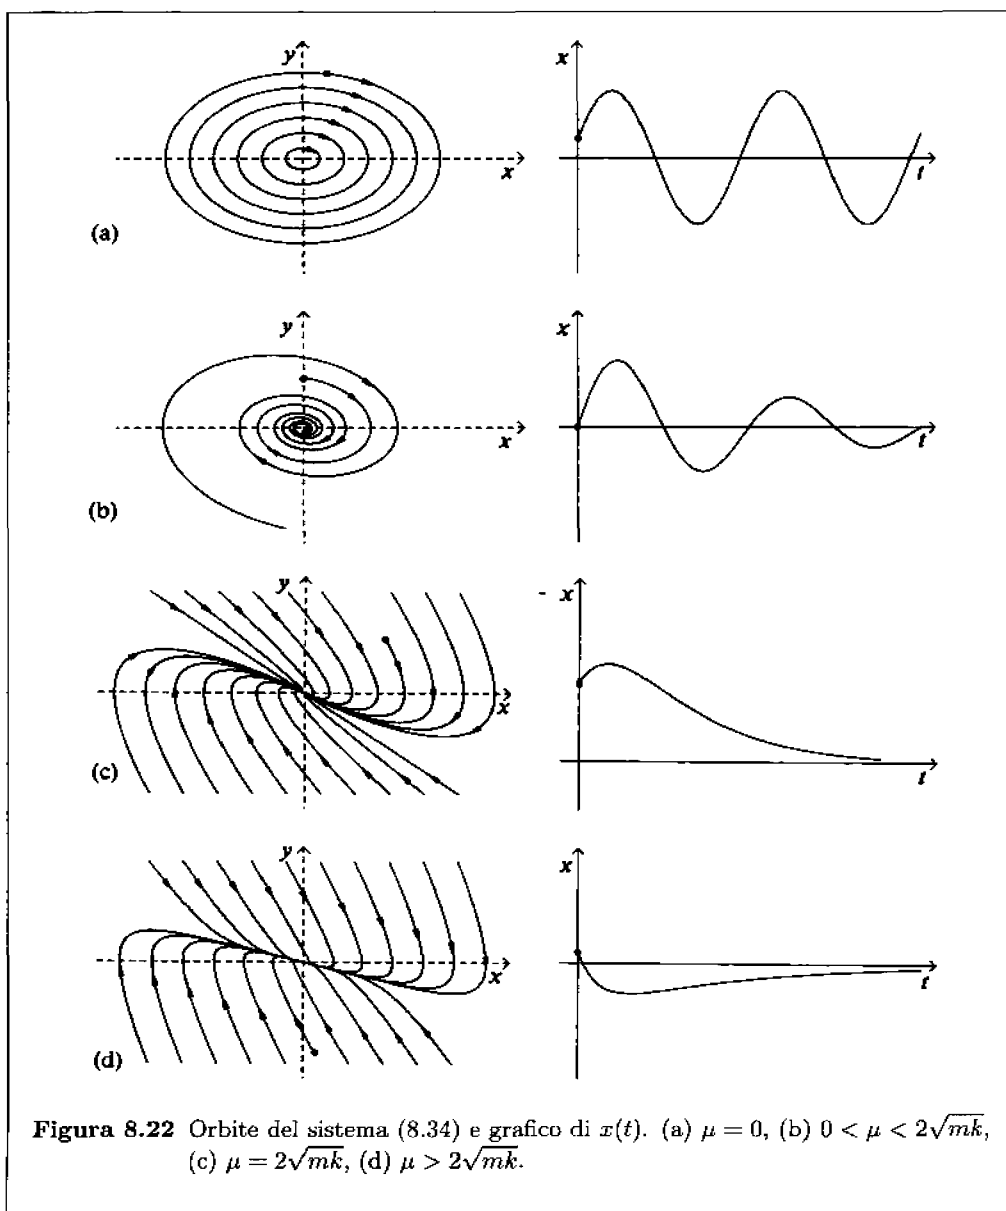 y
x
x
t
(a)
y
x
x
t
(b)
y
x
x
t
(c)
y
x
x
t
(d)
Figura 8.22 Orbite del sistema (8.34) e grafico di x(t). (a) μ = 0, (b) 0 < μ < 2√mk,
(c) μ = 2√mk, (d) μ > 2√mk.